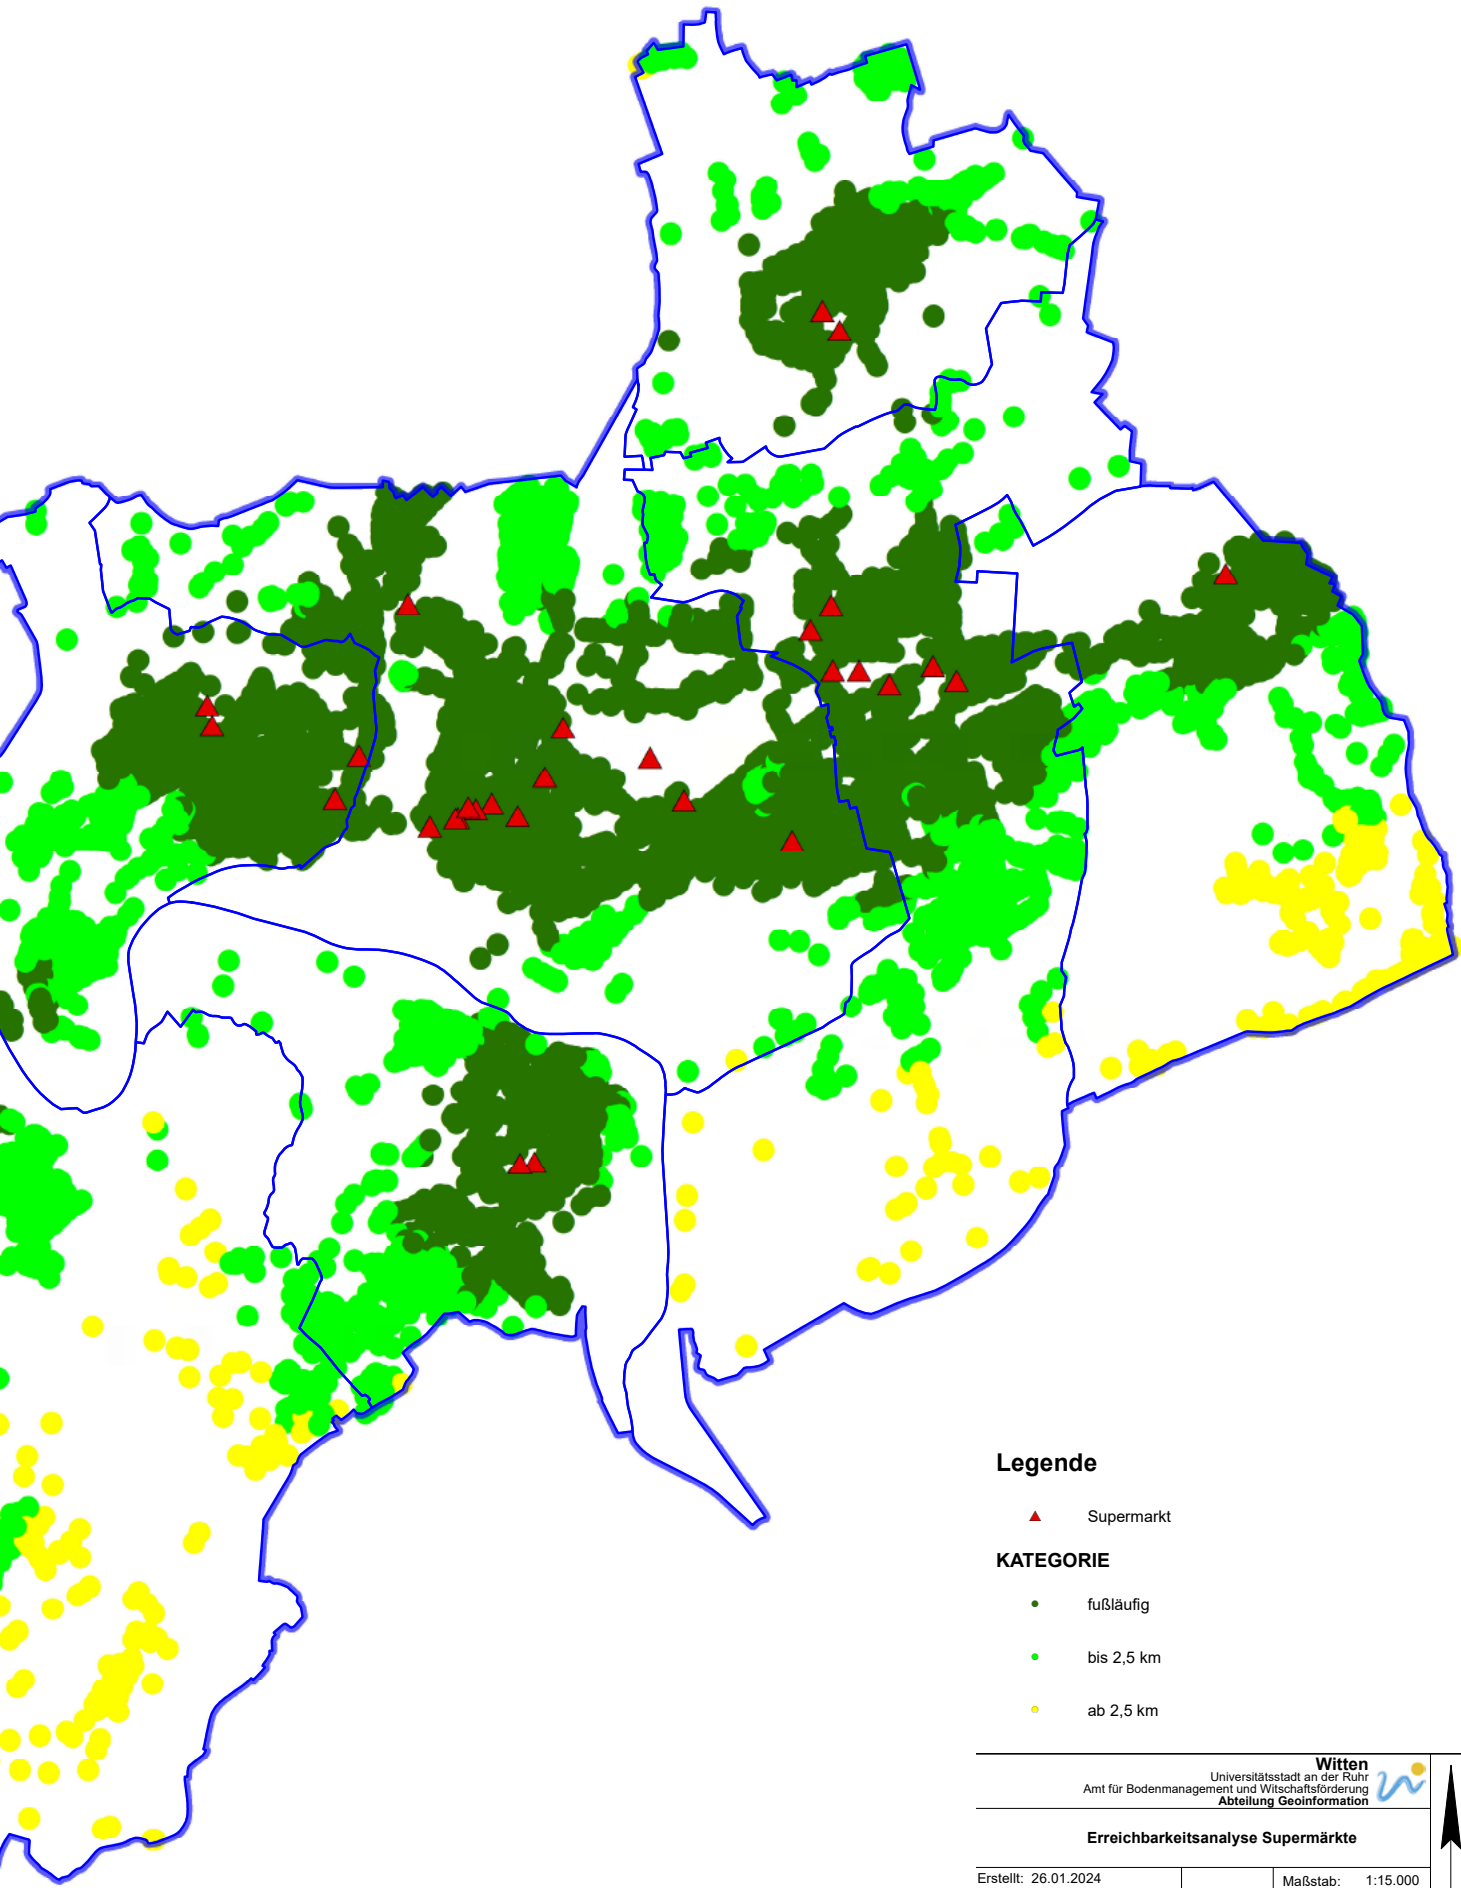 Legende
Supermarkt
KATEGORIE
fußläufig
bis 2,5 km
ab 2,5 km
Witten
Universitätsstadt an der Ruhr
Amt für Bodenmanagement und Witschaftsförderung
Abteilung Geoinformation
Erreichbarkeitsanalyse Supermärkte
Erstellt: 26.01.2024
Maßstab: 1:15.000